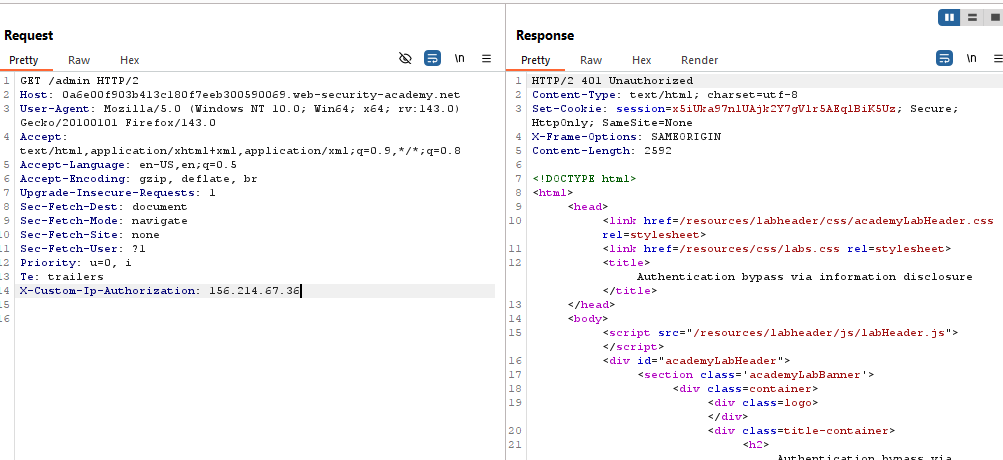 Request
Pretty Raw Hex \n
1 GET /admin HTTP/2
2 Host: 0a6e00f903b413c180f7eeb300590069.web-security-academy.net
3 User-Agent: Mozilla/5.0 (Windows NT 10.0; Win64; x64; rv:143.0)
Gecko/20100101 Firefox/143.0
4 Accept:
text/html,application/xhtml+xml,application/xml;q=0.9,*/*;q=0.8
5 Accept-Language: en-US,en;q=0.5
6 Accept-Encoding: gzip, deflate, br
7 Upgrade-Insecure-Requests: 1
8 Sec-Fetch-Dest: document
9 Sec-Fetch-Mode: navigate
10 Sec-Fetch-Site: none
11 Sec-Fetch-User: ?1
12 Priority: u=0, i
13 Te: trailers
14 X-Custom-Ip-Authorization: 156.214.67.36
15
16
Response
Pretty Raw Hex Render \n
1 HTTP/2 401 Unauthorized
2 Content-Type: text/html; charset=utf-8
3 Set-Cookie: session=x5iUka97nlUAjk2Y7gVlr5AEqlBiK5Uz; Secure;
HttpOnly; SameSite=None
4 X-Frame-Options: SAMEORIGIN
5 Content-Length: 2592
6
7 <!DOCTYPE html>
8 <html>
9 <head>
10 <link href=/resources/labheader/css/academyLabHeader.css
rel=stylesheet>
11 <link href=/resources/css/labs.css rel=stylesheet>
12 <title>
Authentication bypass via information disclosure
</title>
13 </head>
14 <body>
15 <script src="/resources/labheader/js/labHeader.js">
</script>
16 <div id="academyLabHeader">
17 <section class='academyLabBanner'>
18 <div class=container>
19 <div class=logo>
</div>
20 <div class=title-container>
21 <h2>
Authentication bypass via